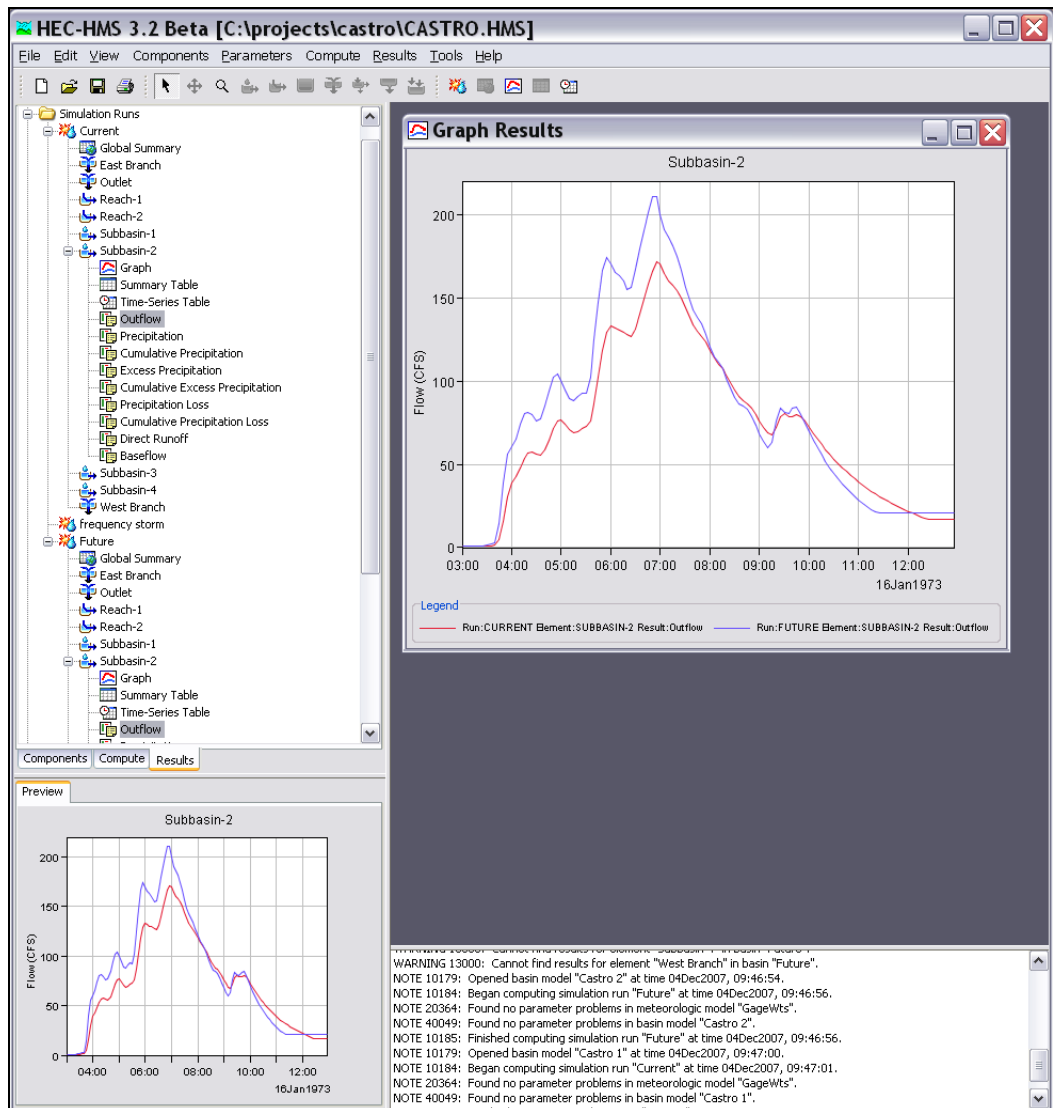 HEC-HMS 3.2 Beta [C:\projects\castro\CASTRO.HMS]
File Edit View Components Parameters Compute Results Tools Help
Simulation Runs
Current
Global Summary
East Branch
Outlet
Reach-1
Reach-2
Subbasin-1
Subbasin-2
Graph
Summary Table
Time-Series Table
Outflow
Precipitation
Cumulative Precipitation
Excess Precipitation
Cumulative Excess Precipitation
Precipitation Loss
Cumulative Precipitation Loss
Direct Runoff
Baseflow
Subbasin-3
Subbasin-4
West Branch
frequency storm
Future
Global Summary
East Branch
Outlet
Reach-1
Reach-2
Subbasin-1
Subbasin-2
Graph
Summary Table
Time-Series Table
Outflow
Components Compute Results
Preview
Subbasin-2
200
150
100
50
0
Flow (CFS)
04:00 06:00 08:00 10:00 12:00
16Jan1973
Graph Results
Subbasin-2
200
150
100
50
0
Flow (CFS)
03:00 04:00 05:00 06:00 07:00 08:00 09:00 10:00 11:00 12:00
16Jan1973
Legend
Run:CURRENT Element:SUBBASIN-2 Result:Outflow Run:FUTURE Element:SUBBASIN-2 Result:Outflow
WARNING 13000: Cannot find results for element "West Branch" in basin "Future".
NOTE 10179: Opened basin model "Castro 2" at time 04Dec2007, 09:46:54.
NOTE 10184: Began computing simulation run "Future" at time 04Dec2007, 09:46:56.
NOTE 20364: Found no parameter problems in meteorologic model "GageWts".
NOTE 40049: Found no parameter problems in basin model "Castro 2".
NOTE 10185: Finished computing simulation run "Future" at time 04Dec2007, 09:46:56.
NOTE 10179: Opened basin model "Castro 1" at time 04Dec2007, 09:47:00.
NOTE 10184: Began computing simulation run "Current" at time 04Dec2007, 09:47:01.
NOTE 20364: Found no parameter problems in meteorologic model "GageWts".
NOTE 40049: Found no parameter problems in basin model "Castro 1".